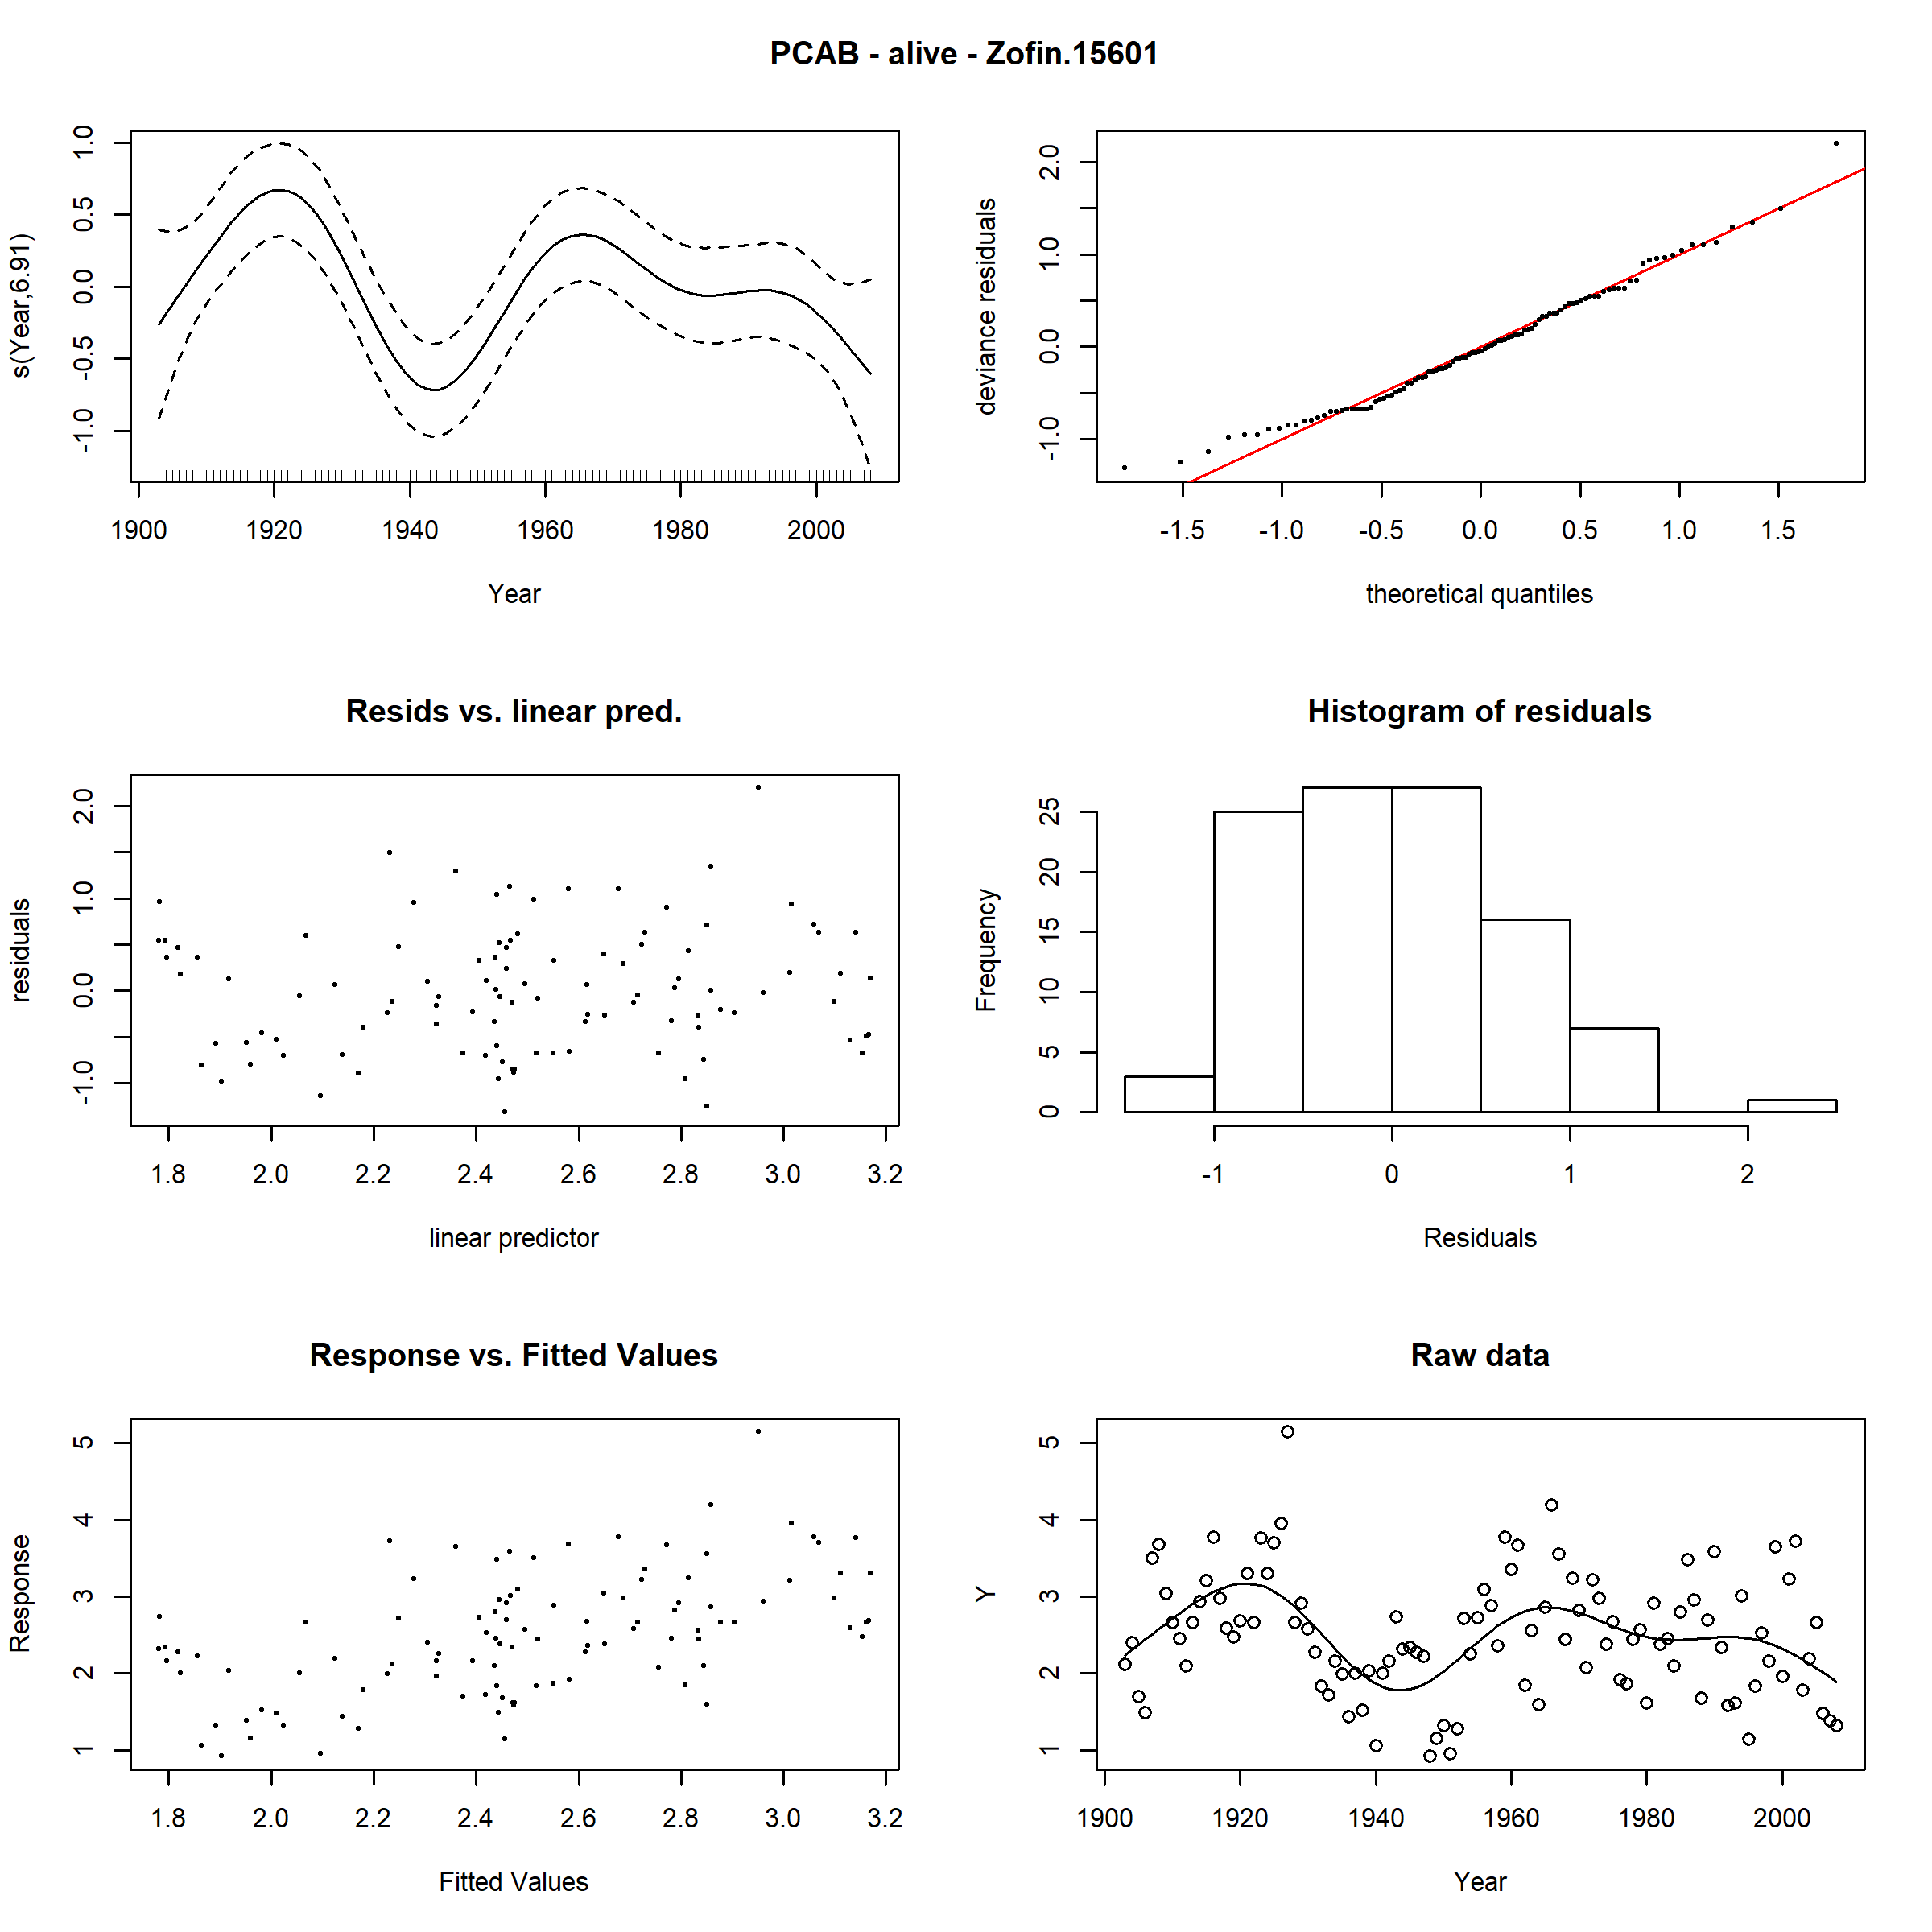 PCAB - alive - Zofin.15601
s(Year,6.91)
1.0
0.5
0.0
-0.5
-1.0
1900 1920 1940 1960 1980 2000
Year
deviance residuals
2.0
1.0
0.0
-1.0
-1.5 -1.0 -0.5 0.0 0.5 1.0 1.5
theoretical quantiles
Resids vs. linear pred.
residuals
2.0
1.0
0.0
-1.0
1.8 2.0 2.2 2.4 2.6 2.8 3.0 3.2
linear predictor
Histogram of residuals
Frequency
25
20
15
10
5
0
-1 0 1 2
Residuals
Response vs. Fitted Values
Response
5
4
3
2
1
1.8 2.0 2.2 2.4 2.6 2.8 3.0 3.2
Fitted Values
Raw data
Y
5
4
3
2
1
1900 1920 1940 1960 1980 2000
Year